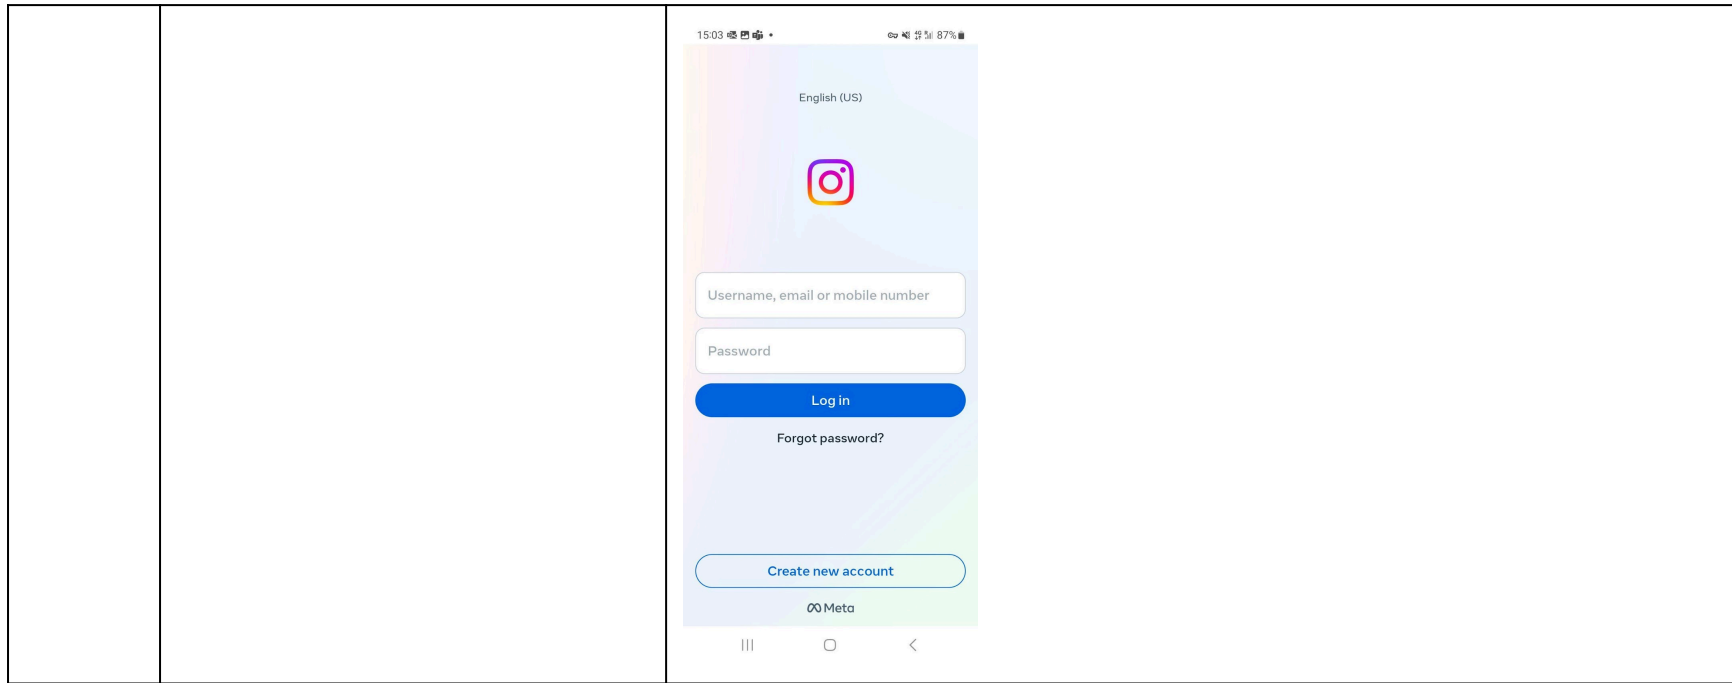 15:03 87%
English (US)
Username, email or mobile number
Password
Log in
Forgot password?
Create new account
Meta